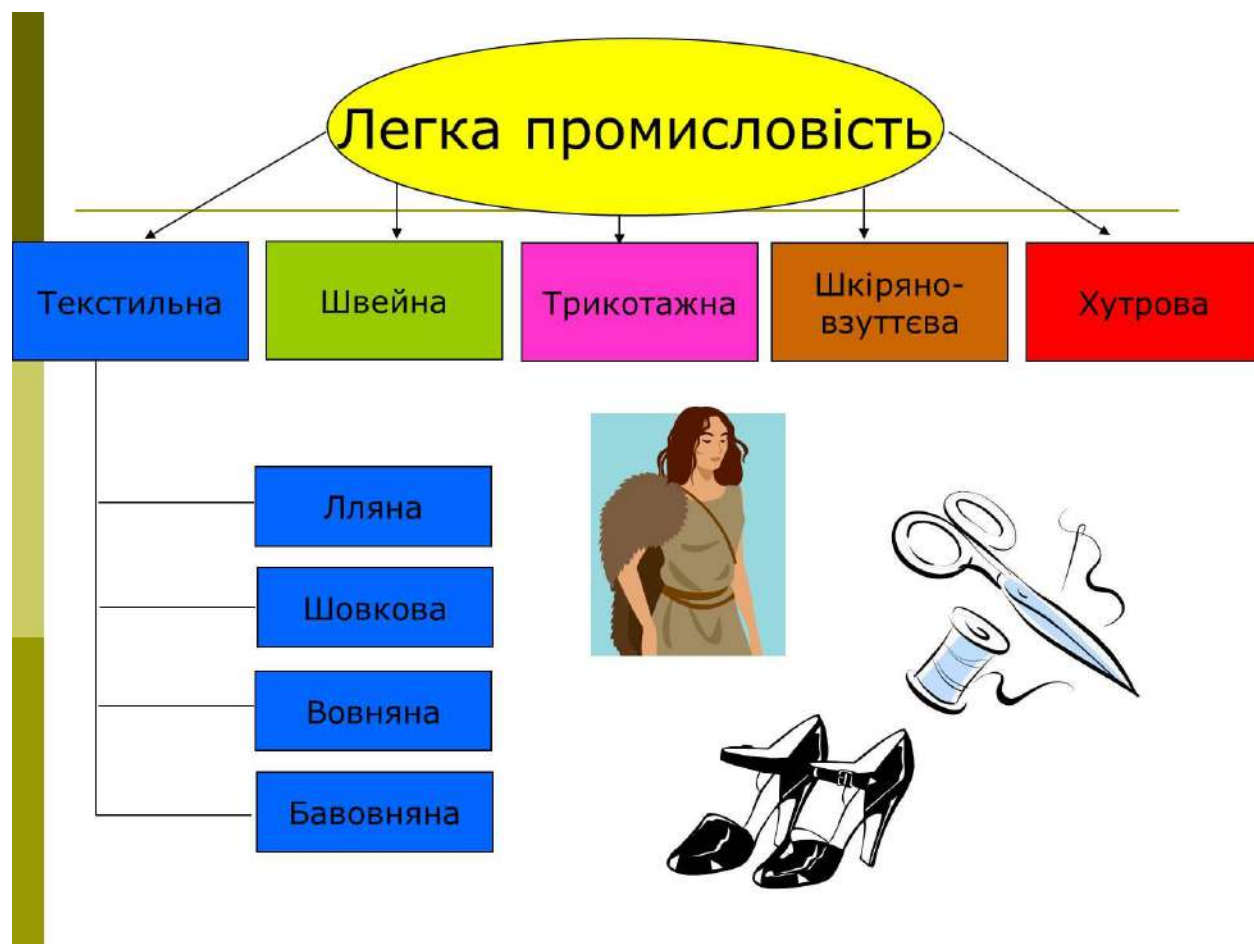 Легка промисловість
Текстильна
Швейна
Трикотажна
Шкіряно-
взуттєва
Хутрова
Лляна
Шовкова
Вовняна
Бавовняна